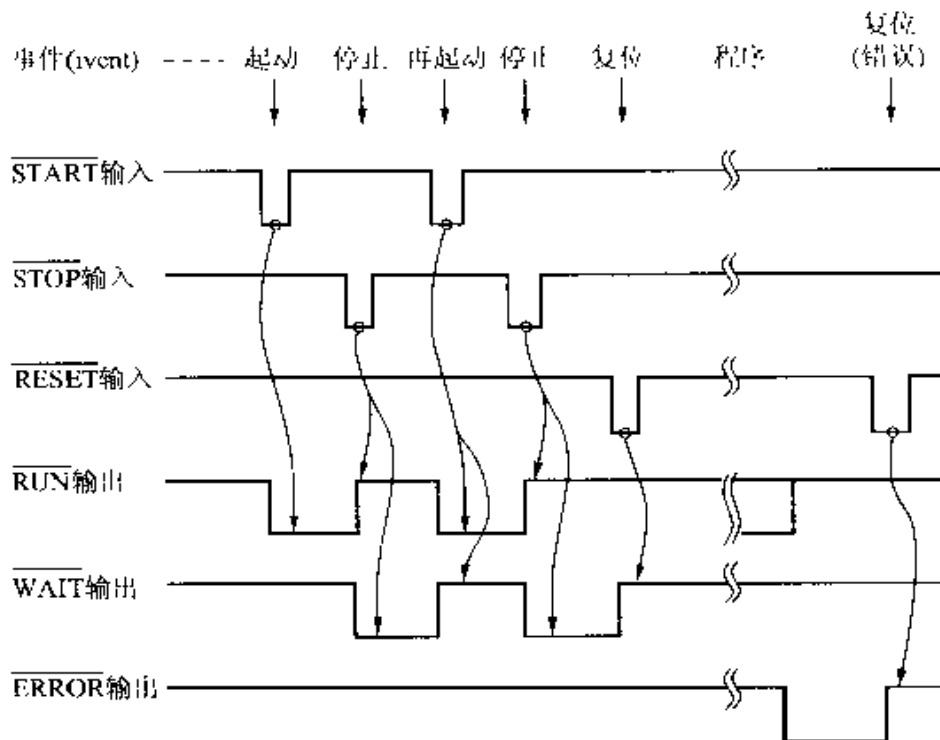 复位
事件(ivent) ---- 起动 停止 再起动 停止 复位 程序 (错误)
START输入
STOP输入
RESET输入
RUN输出
WAIT输出
ERROR输出